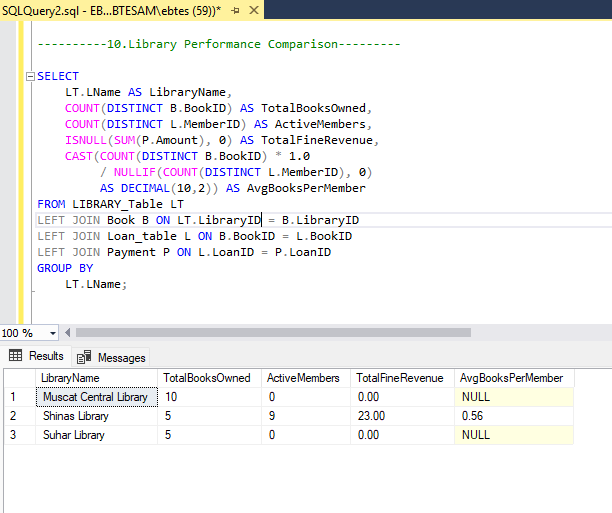 SQLQuery2.sql - EB...BTESAM\ebtes (59))*
----------10.Library Performance Comparison---------
SELECT
LT.LName AS LibraryName,
COUNT(DISTINCT B.BookID) AS TotalBooksOwned,
COUNT(DISTINCT L.MemberID) AS ActiveMembers,
ISNULL(SUM(P.Amount), 0) AS TotalFineRevenue,
CAST(COUNT(DISTINCT B.BookID) * 1.0
/ NULLIF(COUNT(DISTINCT L.MemberID), 0)
AS DECIMAL(10,2)) AS AvgBooksPerMember
FROM LIBRARY_Table LT
LEFT JOIN Book B ON LT.LibraryID = B.LibraryID
LEFT JOIN Loan_table L ON B.BookID = L.BookID
LEFT JOIN Payment P ON L.LoanID = P.LoanID
GROUP BY
LT.LName;
100 %
Results Messages
LibraryName TotalBooksOwned ActiveMembers TotalFineRevenue AvgBooksPerMember
1 Muscat Central Library 10 0 0.00 NULL
2 Shinas Library 5 9 23.00 0.56
3 Suhar Library 5 0 0.00 NULL